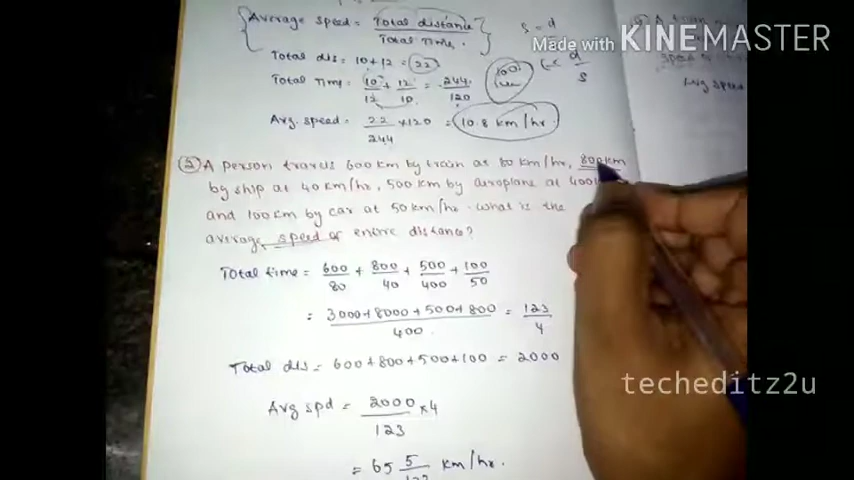 Average speed = Total distance / Total Time.
s = d
Made with KINEMASTER
Total dis = 10+12 = 22
t = d/s
Total Time = 10/12 + 12/10 = 244/120
Avg speed
Avg. speed = 22/244 × 120 = 10.8 km/hr
② A person travels 600 km by train at 80 km/hr, 800 km
by ship at 40 km/hr, 500 km by aeroplane at 400
and 100 km by car at 50 km/hr. what is the
average speed of entire distance?
Total time = 600/80 + 800/40 + 500/400 + 100/50
= 3000+8000+500+800 / 400 = 123/4
Total dis = 600+800+500+100 = 2000
techeditz2u
Avg spd = 2000/123 × 4
= 65 5/123 km/hr.